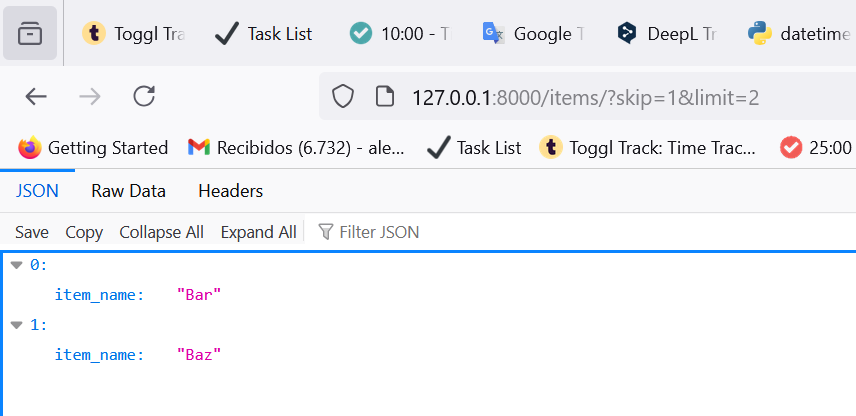 Toggl Tra Task List 10:00 - T Google T DeepL Tr datetime
127.0.0.1:8000/items/?skip=1&limit=2
Getting Started Recibidos (6.732) - ale... Task List Toggl Track: Time Trac... 25:00
JSON Raw Data Headers
Save Copy Collapse All Expand All Filter JSON
0:
item_name: "Bar"
1:
item_name: "Baz"